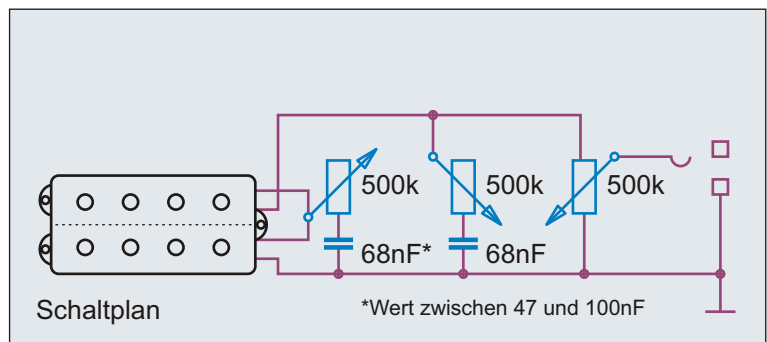 500k 500k 500k
68nF* 68nF
Schaltplan
*Wert zwischen 47 und 100nF